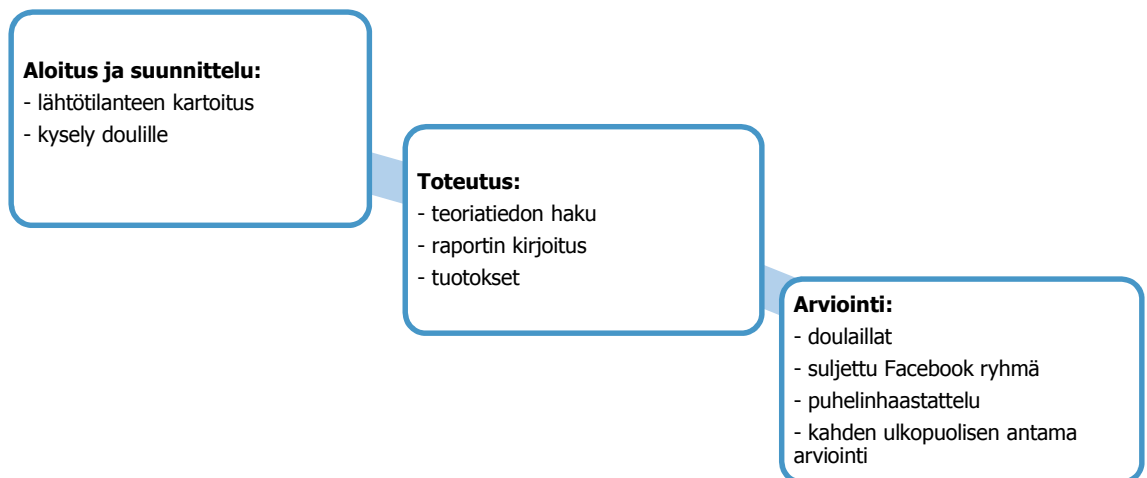 Aloitus ja suunnittelu:
- lähtötilanteen kartoitus
- kysely doulille
Toteutus:
- teoriatiedon haku
- raportin kirjoitus
- tuotokset
Arviointi:
- doulaillat
- suljettu Facebook ryhmä
- puhelinhaastattelu
- kahden ulkopuolisen antama
arviointi